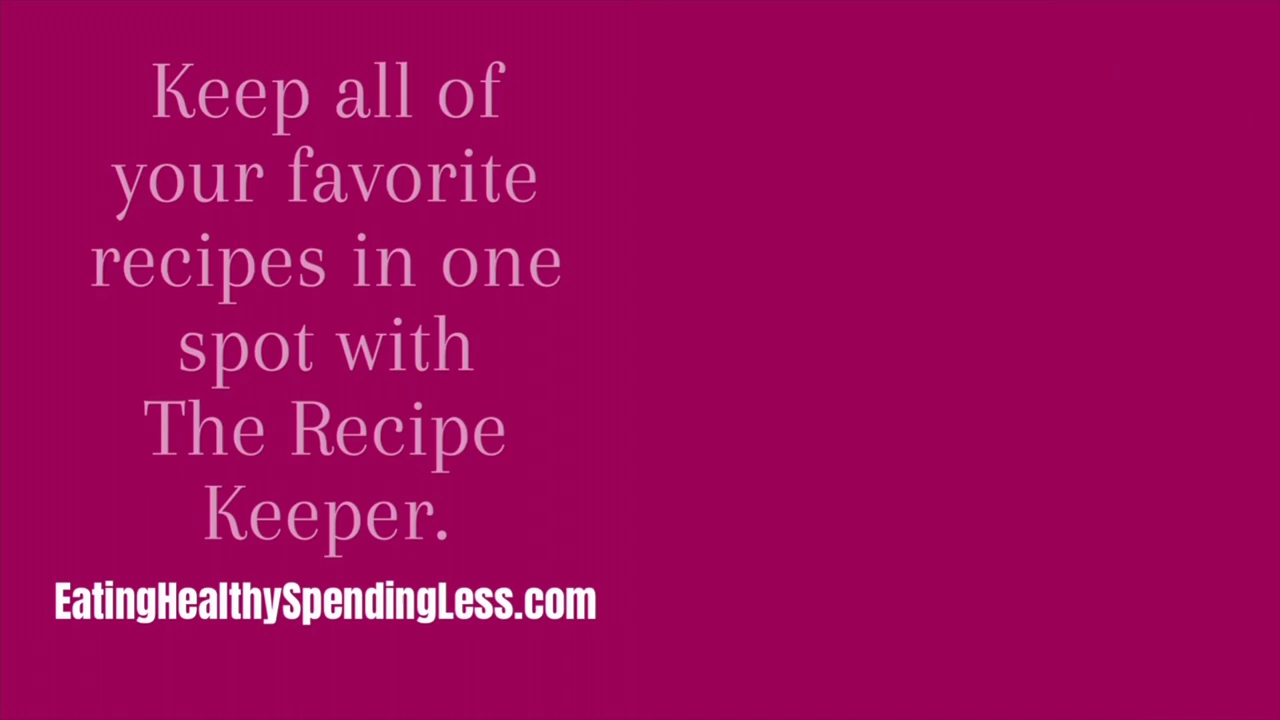 Keep all of
your favorite
recipes in one
spot with
The Recipe
Keeper.
EatingHealthySpendingLess.com